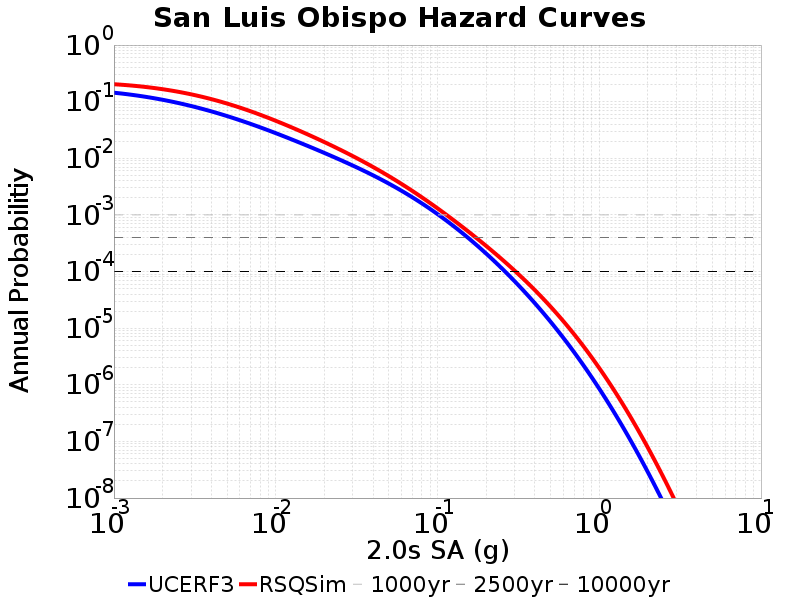 San Luis Obispo Hazard Curves
Annual Probabilitiy
10^0
10^-1
10^-2
10^-3
10^-4
10^-5
10^-6
10^-7
10^-8
10^-3 10^-2 10^-1 10^0 10^1
2.0s SA (g)
UCERF3 RSQSim 1000yr 2500yr 10000yr